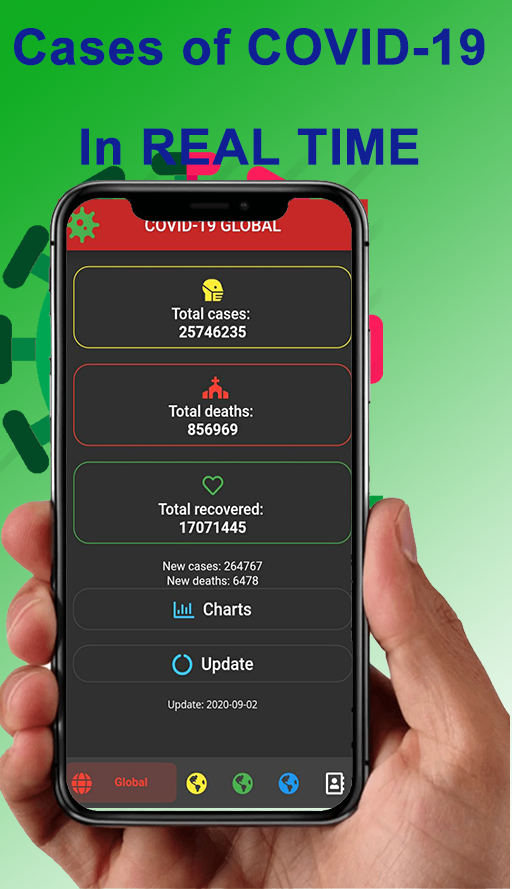 Cases of COVID-19
In REAL TIME
COVID-19 GLOBAL
Total cases:
25746235
Total deaths:
856969
Total recovered:
17071445
New cases: 264767
New deaths: 6478
Charts
Update
Update: 2020-09-02
Global